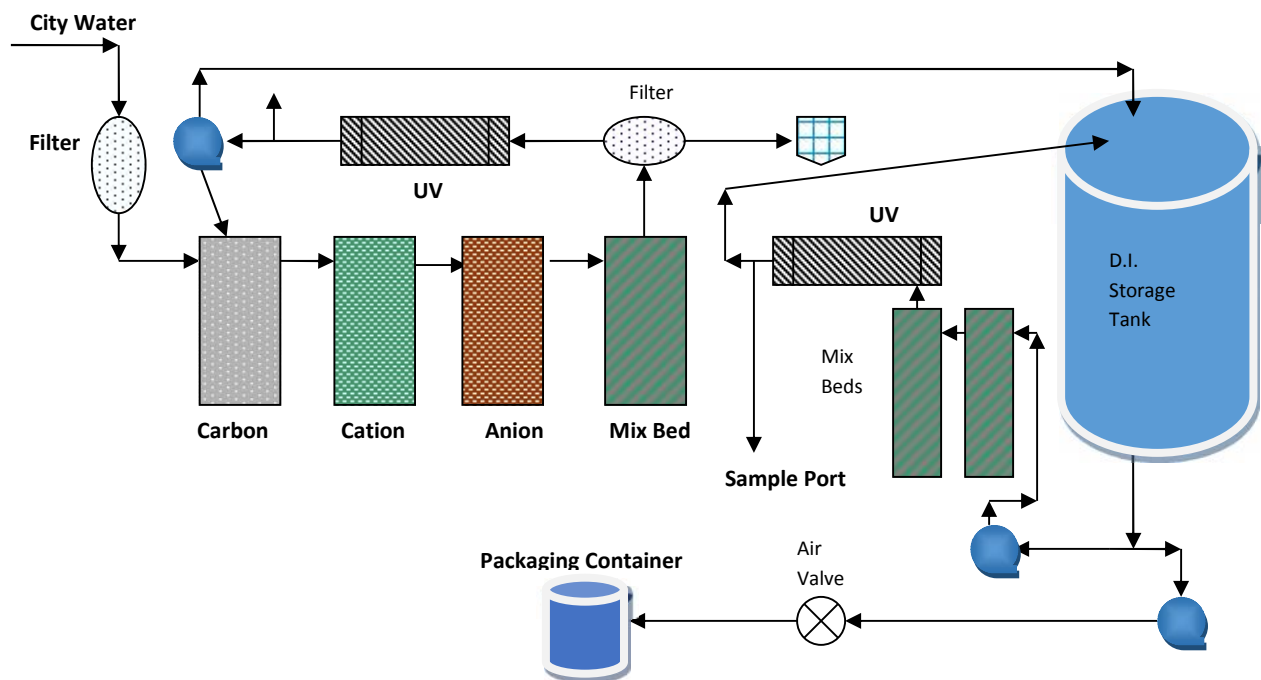 City Water
Filter
Filter
UV
UV
D.I.
Storage
Tank
Mix
Beds
Carbon
Cation
Anion
Mix Bed
Sample Port
Packaging Container
Air
Valve